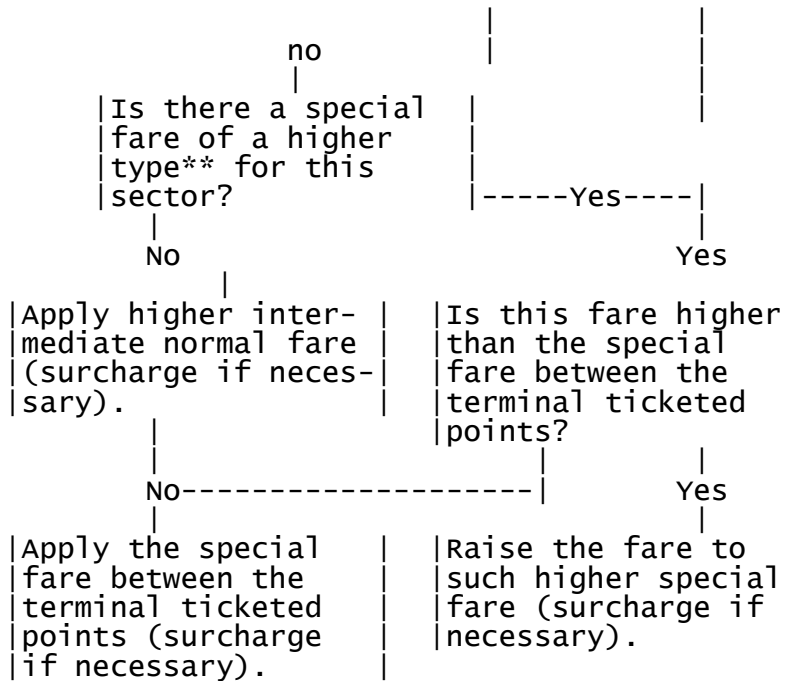 no
Is there a special
fare of a higher
type** for this
sector?
-----Yes----
No
Yes
Apply higher inter-
mediate normal fare
(surcharge if neces-
sary).
Is this fare higher
than the special
fare between the
terminal ticketed
points?
No---------------------
Yes
Apply the special
fare between the
terminal ticketed
points (surcharge
if necessary).
Raise the fare to
such higher special
fare (surcharge if
necessary).